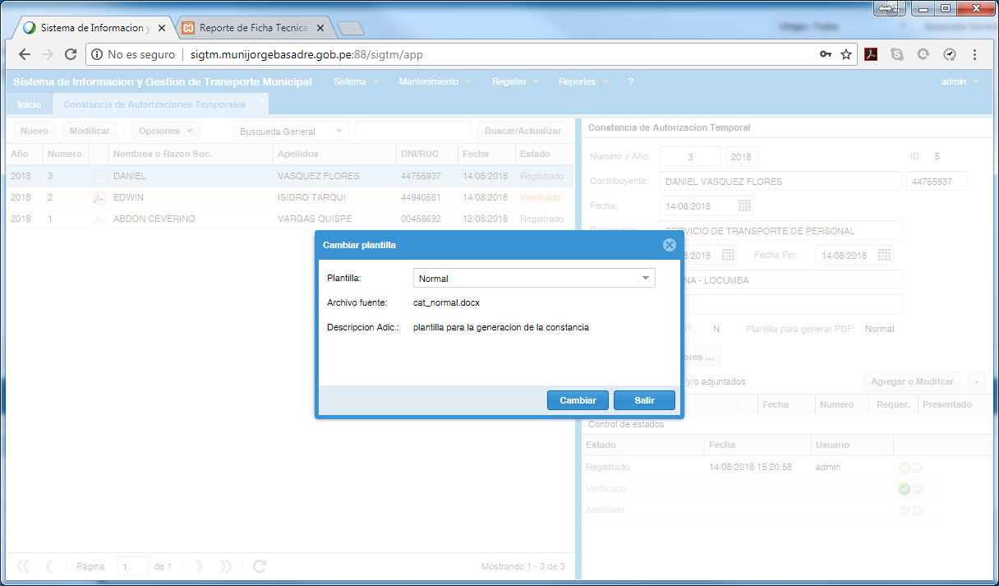 Sistema de Informacion y
Reporte de Ficha Tecnica
No es seguro | sigtm.munijorgebasadre.gob.pe:88/sigtm/app
Sistema de Informacion y Gestion de Transporte Municipal Sistema Mantenimiento Registro Reportes ? admin
Inicio Constancia de Autorizaciones Temporales
Nuevo Modificar Opciones Busqueda General Buscar/Actualizar
Año Numero Nombres o Razon Soc. Apellidos DNI/RUC Fecha Estado
2018 3 DANIEL VASQUEZ FLORES 44755937 14/08/2018 Registrado
2018 2 EDWIN ISIDRO TARQUI 44940581 14/08/2018 Verificado
2018 1 ABDON CEVERINO VARGAS QUISPE 00458692 12/08/2018 Registrado
Constancia de Autorizacion Temporal
Numero y Año: 3 2018 ID: 5
Contribuyente: DANIEL VASQUEZ FLORES 44755937
Fecha: 14/08/2018
Descripcion: SERVICIO DE TRANSPORTE DE PERSONAL
8/2018 Fecha Fin: 14/08/2018
NA - LOCUMBA
?: N Plantilla para generar PDF: Normal
ores ...
y/o adjuntados Agregar o Modifcar -
Fecha Numero Requer. Presentado
Control de estados
Estado Fecha Usuario
Registrado 14/08/2018 15:20:58 admin
Verificado
Aprobado
Cambiar plantilla
Plantilla: Normal
Archivo fuente: cat_normal.docx
Descripcion Adic.: plantilla para la generacion de la constancia
Cambiar Salir
Página 1 de 1 Mostrando 1 - 3 de 3